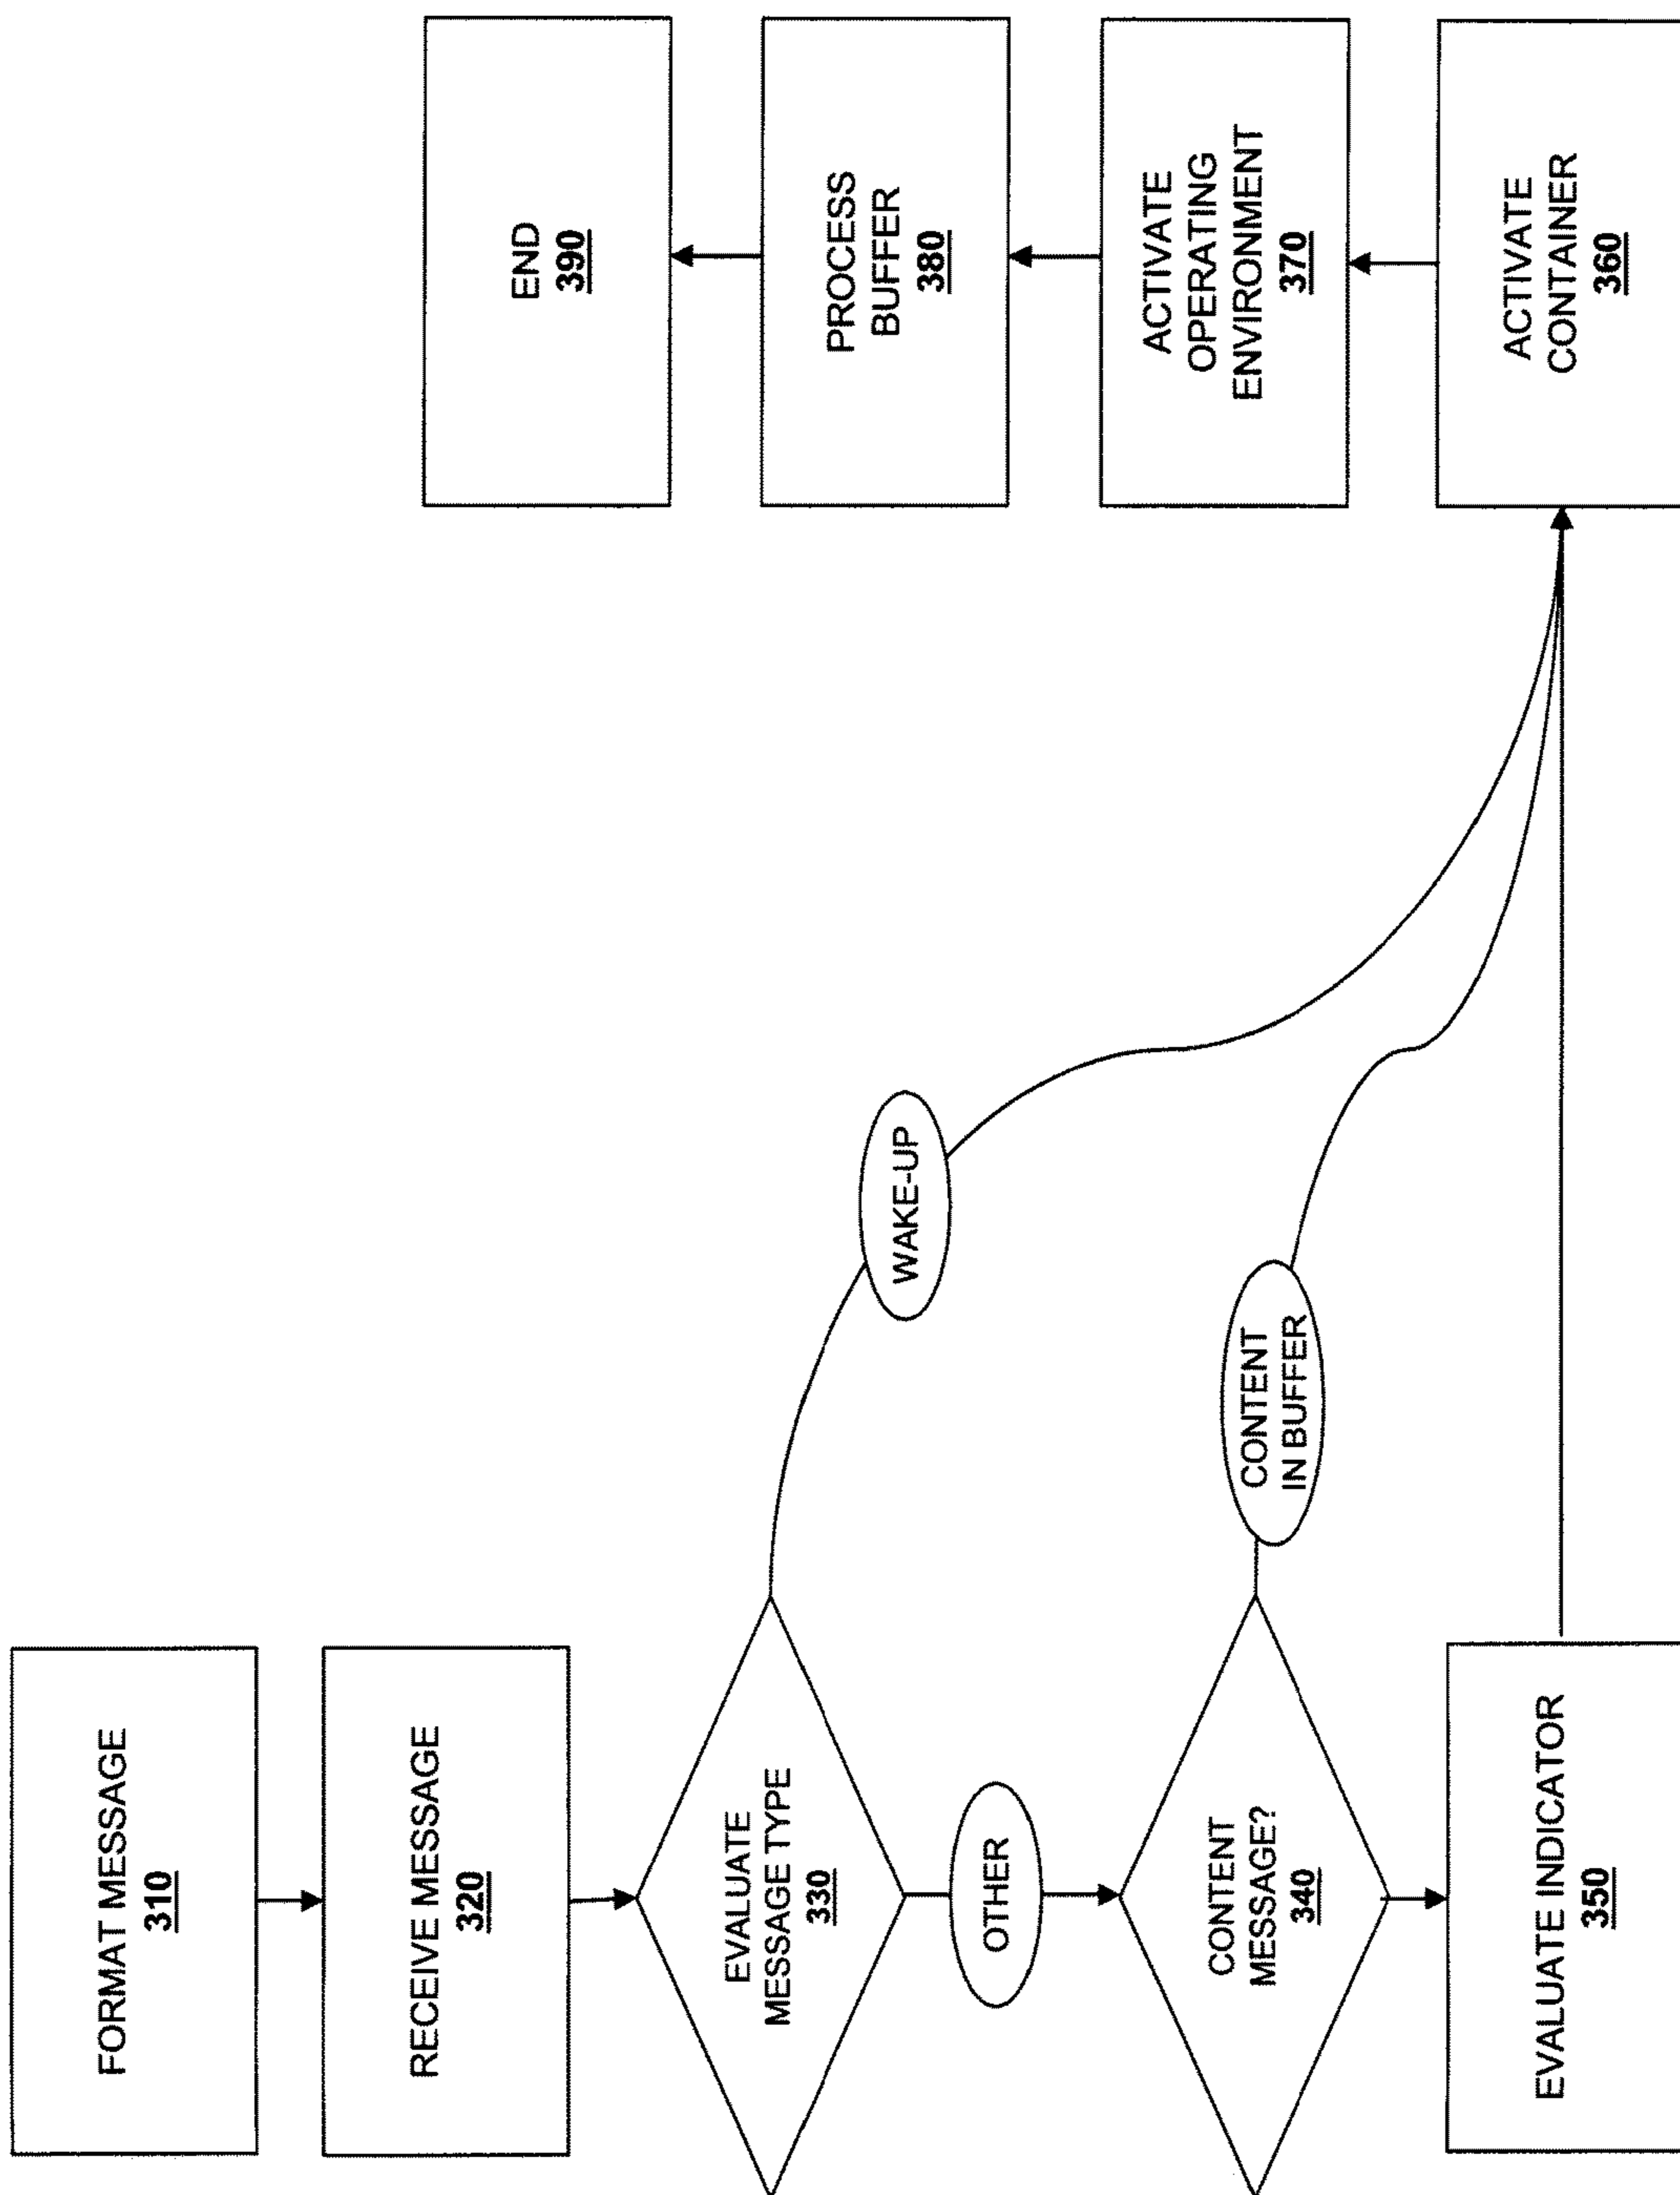 FORMAT MESSAGE
310
RECEIVE MESSAGE
320
EVALUATE
MESSAGE TYPE
330
WAKE-UP
OTHER
CONTENT
MESSAGE?
340
CONTENT
IN BUFFER
EVALUATE INDICATOR
350
ACTIVATE
CONTAINER
360
ACTIVATE
OPERATING
ENVIRONMENT
370
PROCESS
BUFFER
380
END
390